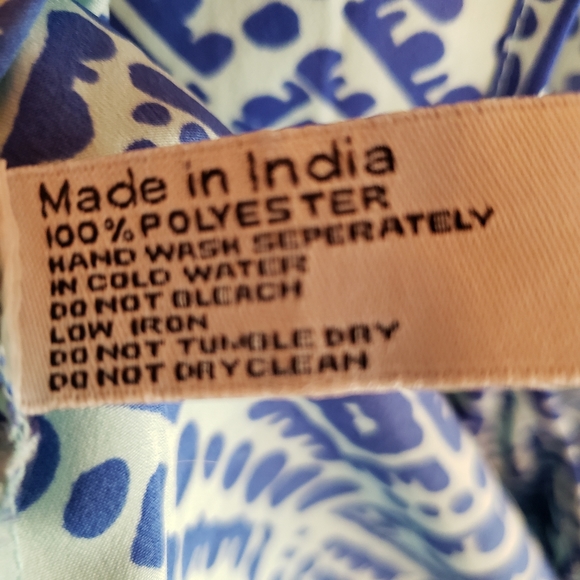 Made in India
100% POLYESTER
HAND WASH SEPERATELY
IN COLD WATER
DO NOT BLEACH
LOW IRON
DO NOT TUMBLE DRY
DO NOT DRYCLEAN